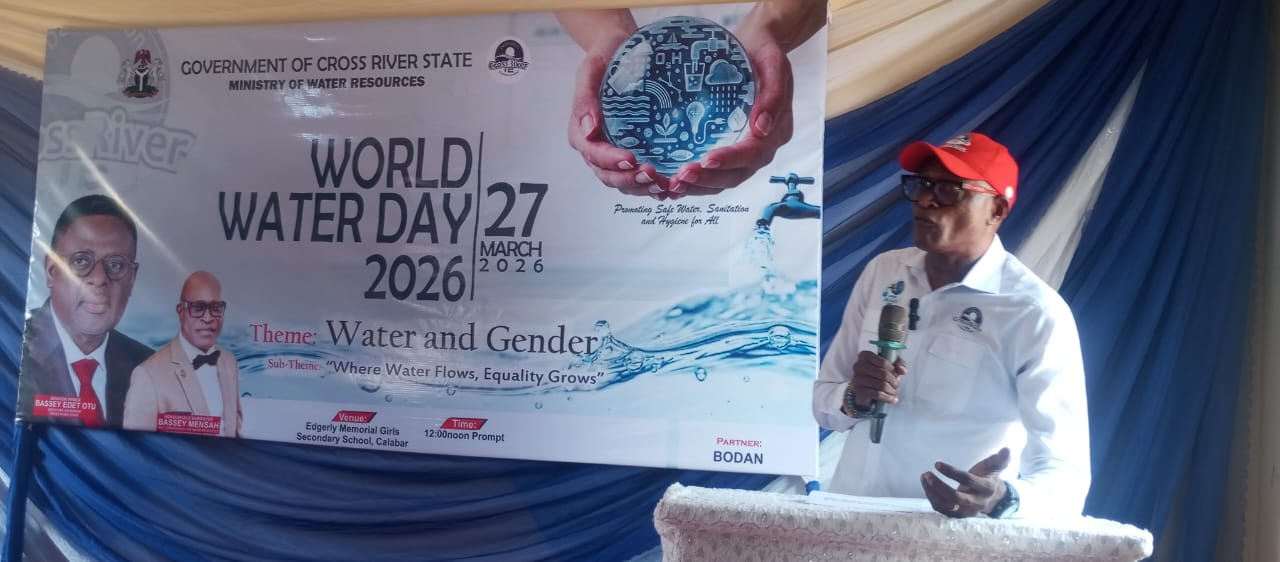 GOVERNMENT OF CROSS RIVER STATE
MINISTRY OF WATER RESOURCES
Cross River
WORLD
WATER DAY
2026
27
MARCH
2026
Promoting Safe Water, Sanitation
and Hygiene for All
Theme: Water and Gender
Sub-Theme: "Where Water Flows, Equality Grows"
BASSEY EDET OTU
BASSEY MENSAH
Venue:
Edgerly Memorial Girls
Secondary School, Calabar
Time:
12:00noon Prompt
PARTNER:
BODAN